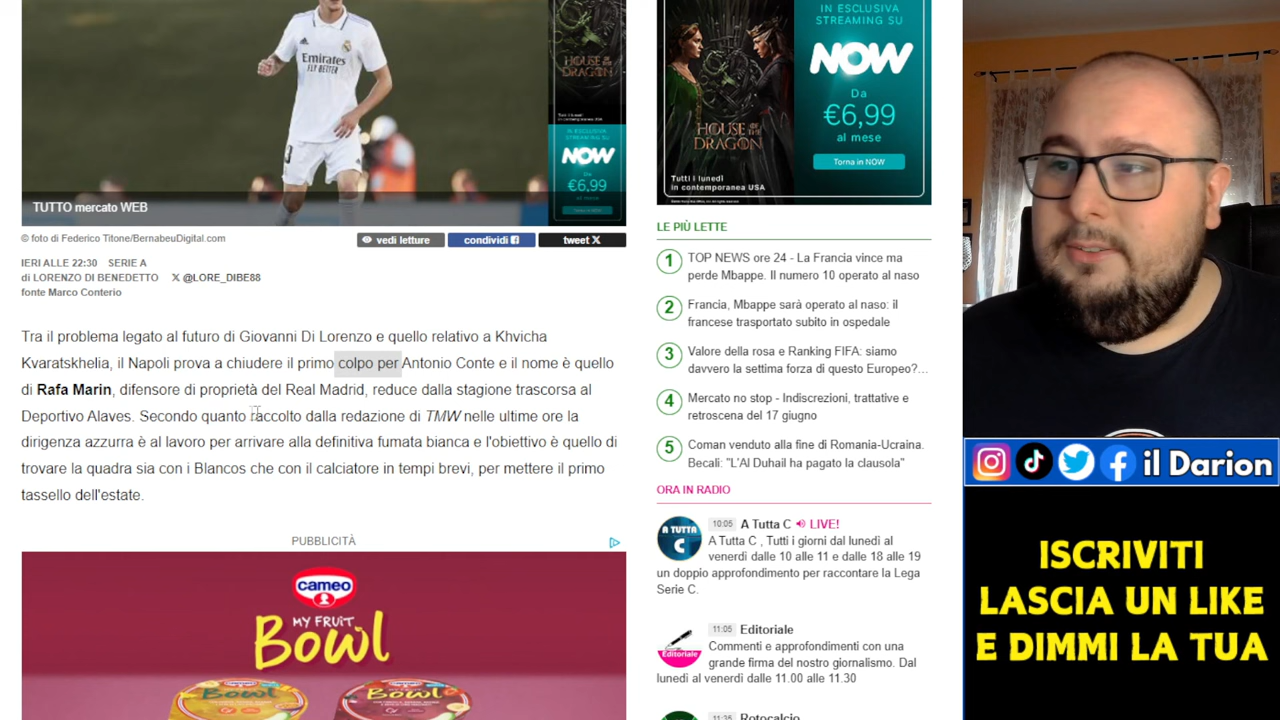 Emirates
FLY BETTER
HOUSE OF THE
DRAGON
IN ESCLUSIVA
STREAMING SU
NOW
Da
€6,99
al mese
TUTTO mercato WEB
© foto di Federico Titone/BernabeuDigital.com
vedi letture
condividi
tweet X
IERI ALLE 22:30 SERIE A
di LORENZO DI BENEDETTO X @LORE_DIBE88
fonte Marco Conterio
Tra il problema legato al futuro di Giovanni Di Lorenzo e quello relativo a Khvicha
Kvaratskhelia, il Napoli prova a chiudere il primo colpo per Antonio Conte e il nome è quello
di Rafa Marin, difensore di proprietà del Real Madrid, reduce dalla stagione trascorsa al
Deportivo Alaves. Secondo quanto raccolto dalla redazione di TMW nelle ultime ore la
dirigenza azzurra è al lavoro per arrivare alla definitiva fumata bianca e l'obiettivo è quello di
trovare la quadra sia con i Blancos che con il calciatore in tempi brevi, per mettere il primo
tassello dell'estate.
PUBBLICITÀ
cameo
MY FRUIT
Bowl
Bowl
Bowl
IN ESCLUSIVA
STREAMING SU
NOW
Da
€6,99
al mese
Torna in NOW
HOUSE OF THE
DRAGON
Tutti i lunedì
in contemporanea USA
LE PIÙ LETTE
1 TOP NEWS ore 24 - La Francia vince ma
perde Mbappe. Il numero 10 operato al naso
2 Francia, Mbappe sarà operato al naso: il
francese trasportato subito in ospedale
3 Valore della rosa e Ranking FIFA: siamo
davvero la settima forza di questo Europeo?...
4 Mercato no stop - Indiscrezioni, trattative e
retroscena del 17 giugno
5 Coman venduto alla fine di Romania-Ucraina.
Becali: "L'Al Duhail ha pagato la clausola"
ORA IN RADIO
A TUTTA
C
10:05 A Tutta C LIVE!
A Tutta C , Tutti i giorni dal lunedì al
venerdì dalle 10 alle 11 e dalle 18 alle 19
un doppio approfondimento per raccontare la Lega
Serie C.
Editoriale
11:05 Editoriale
Commenti e approfondimenti con una
grande firma del nostro giornalismo. Dal
lunedì al venerdì dalle 11.00 alle 11.30
11:35 Rotocalcio
il Darion
ISCRIVITI
LASCIA UN LIKE
E DIMMI LA TUA